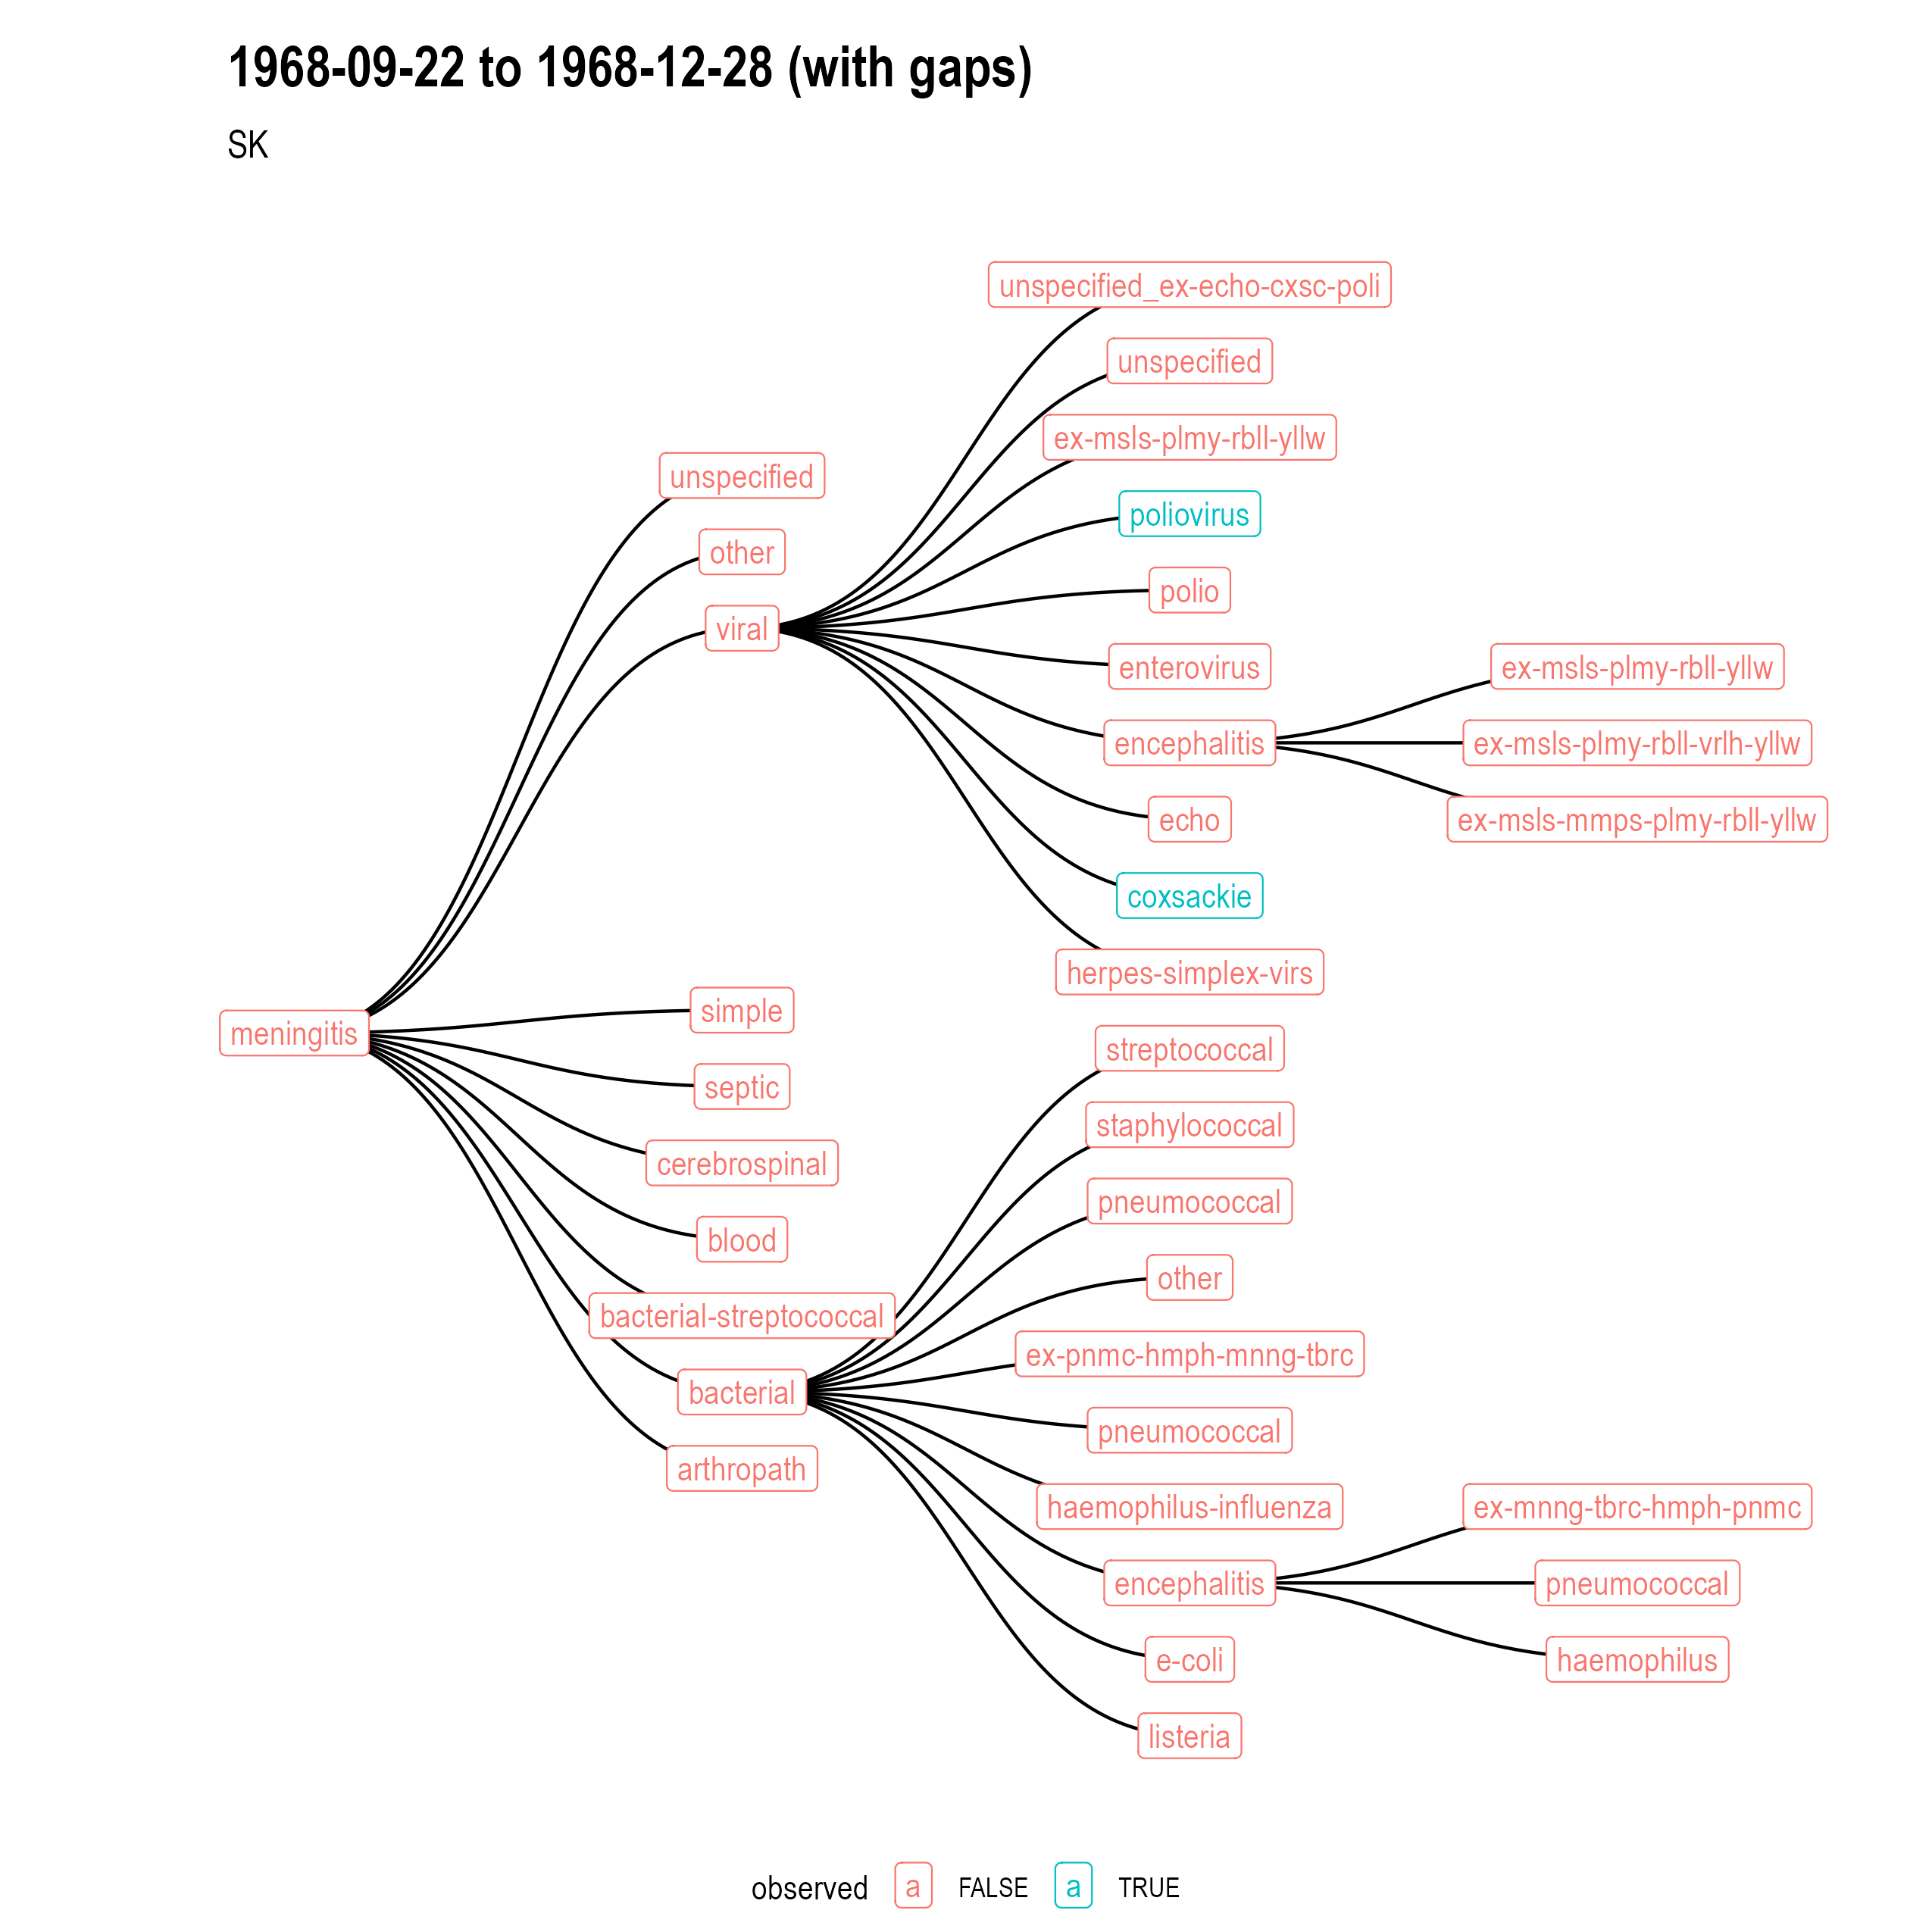 1968-09-22 to 1968-12-28 (with gaps)
SK
unspecified_ex-echo-cxsc-poli
unspecified
ex-msls-plmy-rbll-yllw
unspecified
poliovirus
other
polio
viral
enterovirus
ex-msls-plmy-rbll-yllw
encephalitis
ex-msls-plmy-rbll-vrlh-yllw
echo
ex-msls-mmps-plmy-rbll-yllw
coxsackie
herpes-simplex-virs
simple
meningitis
streptococcal
septic
staphylococcal
cerebrospinal
pneumococcal
blood
other
bacterial-streptococcal
ex-pnmc-hmph-mnng-tbrc
bacterial
pneumococcal
arthropath
haemophilus-influenza
ex-mnng-tbrc-hmph-pnmc
encephalitis
pneumococcal
e-coli
haemophilus
listeria
observed a FALSE a TRUE